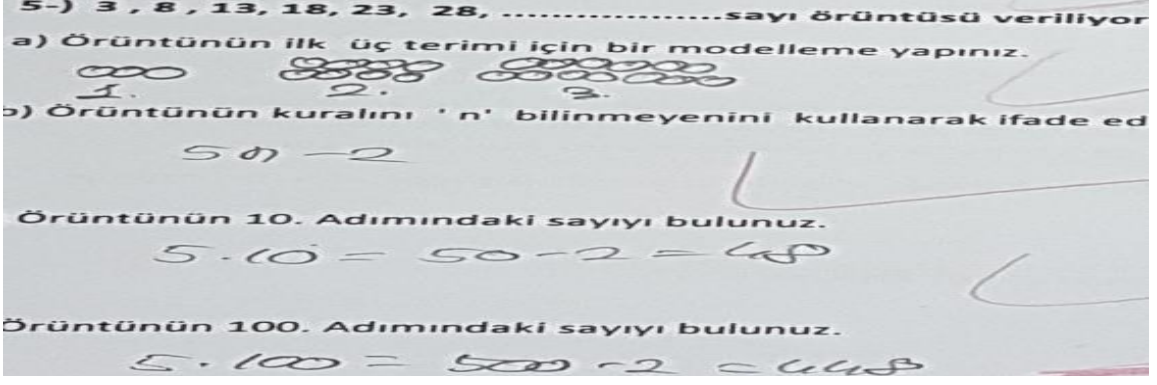 5-) 3, 8, 13, 18, 23, 28, ...................sayı örüntüsü veriliyor
a) Örüntünün ilk üç terimi için bir modelleme yapınız.
1. 2. 3.
b) Örüntünün kuralını 'n' bilinmeyenini kullanarak ifade ed
5n-2
Örüntünün 10. Adımındaki sayıyı bulunuz.
5.10 = 50-2 = 48
Örüntünün 100. Adımındaki sayıyı bulunuz.
5.100 = 500-2 = 448